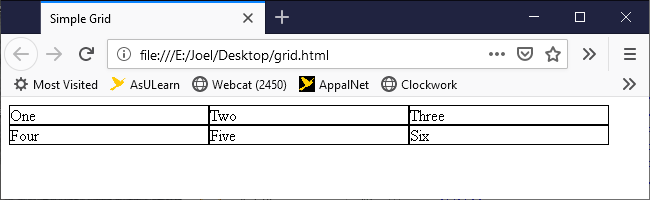 Simple Grid
file:///E:/Joel/Desktop/grid.html
Most Visited AsULearn Webcat (2450) AppalNet Clockwork
One Two Three
Four Five Six